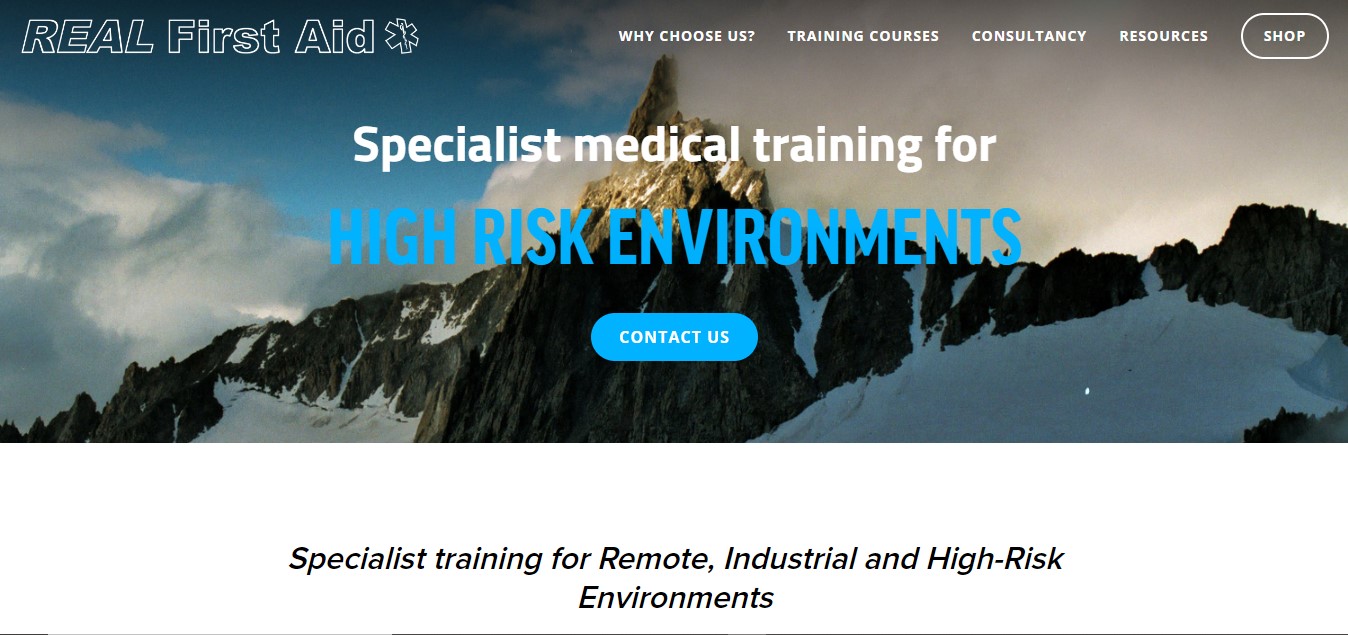 REAL First Aid
WHY CHOOSE US?
TRAINING COURSES
CONSULTANCY
RESOURCES
SHOP
Specialist medical training for
HIGH RISK ENVIRONMENTS
CONTACT US
Specialist training for Remote, Industrial and High-Risk
Environments